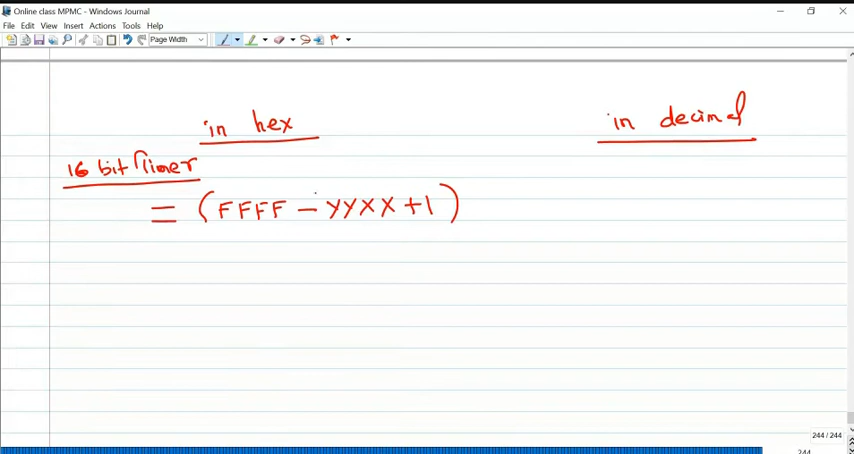 Online class MPMC - Windows Journal
File Edit View Insert Actions Tools Help
Page Width
in hex in decimal
16 bit Timer
= (FFFF - YYXX + 1)
244 / 244
244